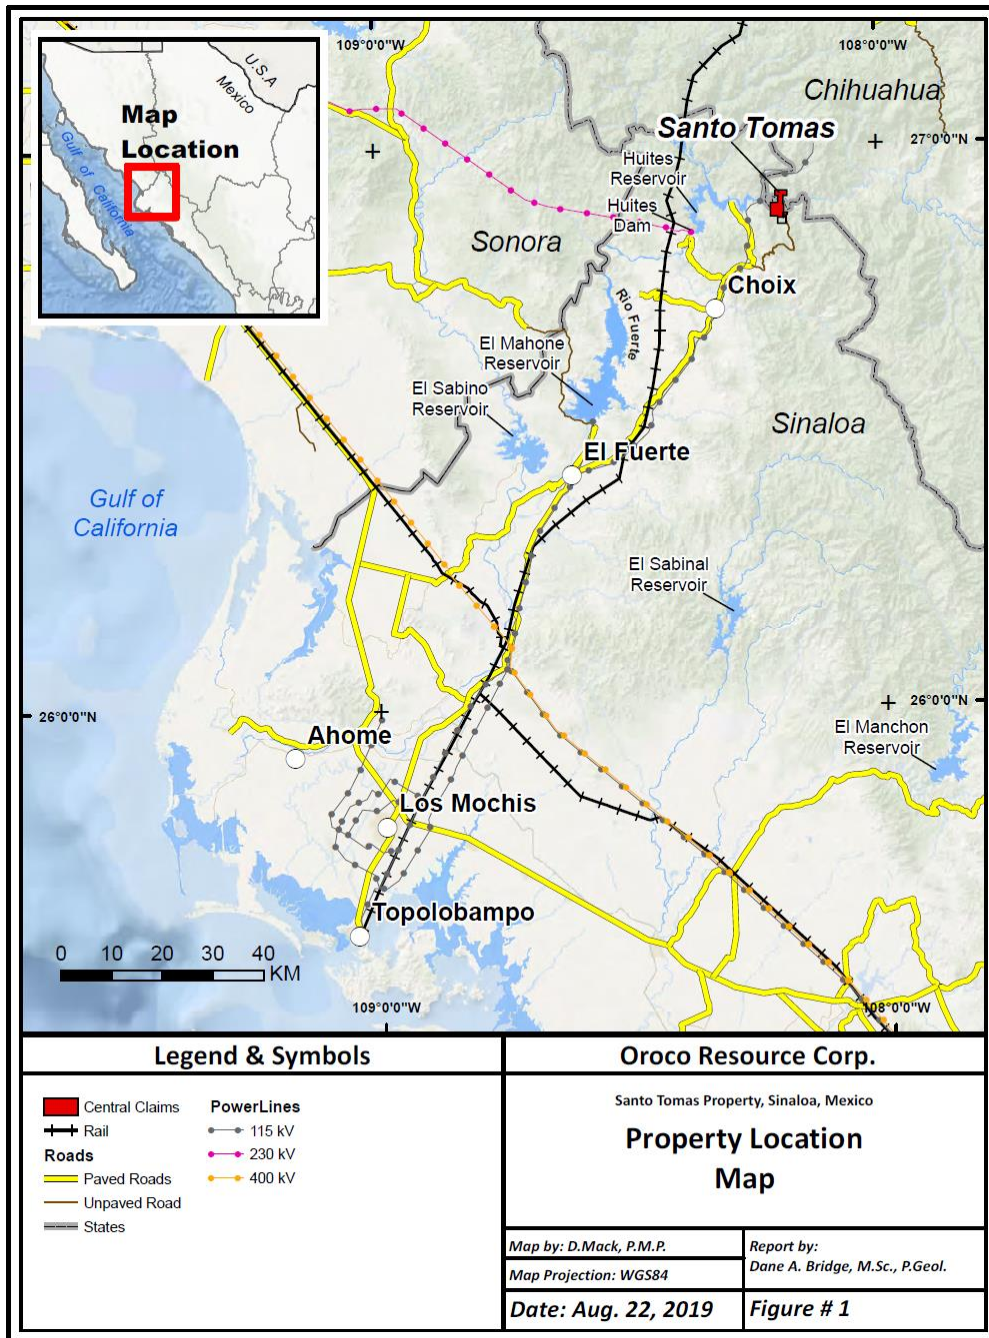 109°0'0"W
108°0'0"W
U.S.A
Mexico
Map
Location
Gulf of California
Chihuahua
Santo Tomas
27°0'0"N
Huites
Reservoir
Huites
Dam
Sonora
Choix
Rio Fuerte
El Mahone
Reservoir
El Sabino
Reservoir
Sinaloa
El Fuerte
Gulf of
California
El Sabinal
Reservoir
26°0'0"N
26°0'0"N
El Manchon
Reservoir
Ahome
Los Mochis
Topolobampo
0 10 20 30 40
KM
109°0'0"W
108°0'0"W
Legend & Symbols
Central Claims
Rail
Roads
Paved Roads
Unpaved Road
States
PowerLines
115 kV
230 kV
400 kV
Oroco Resource Corp.
Santo Tomas Property, Sinaloa, Mexico
Property Location
Map
Map by: D.Mack, P.M.P.
Map Projection: WGS84
Date: Aug. 22, 2019
Report by:
Dane A. Bridge, M.Sc., P.Geol.
Figure # 1